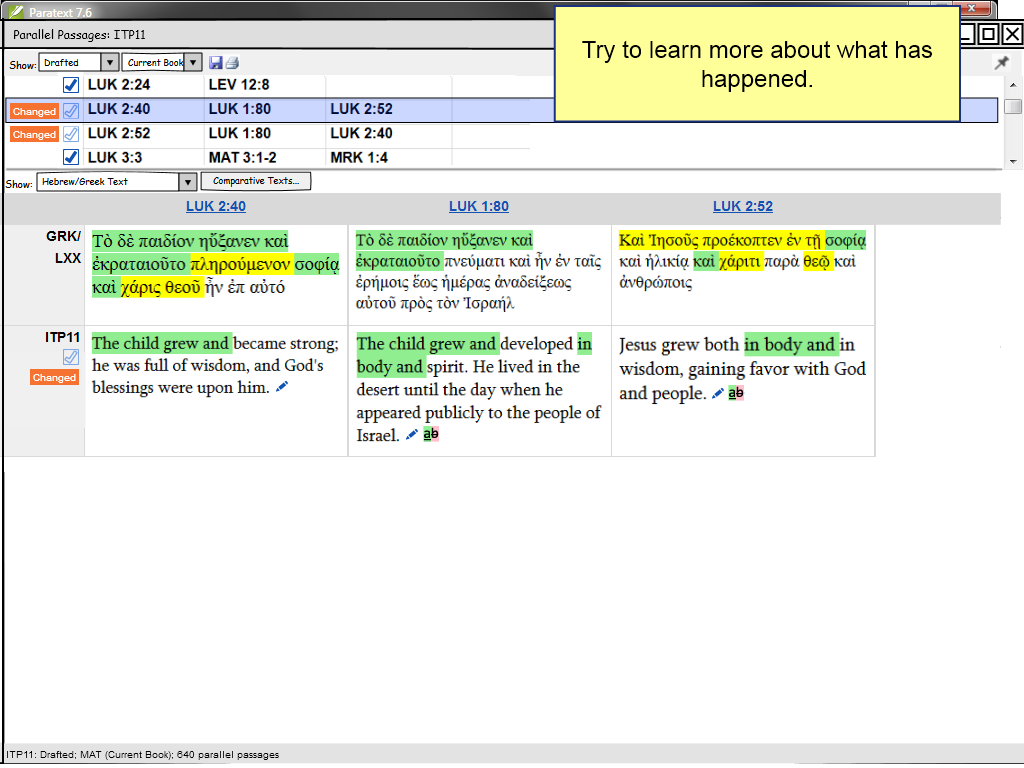 Paratext 7.6
Parallel Passages: ITP11
Try to learn more about what has
happened.
Show: Drafted Current Book
LUK 2:24 LEV 12:8
Changed LUK 2:40 LUK 1:80 LUK 2:52
Changed LUK 2:52 LUK 1:80 LUK 2:40
LUK 3:3 MAT 3:1-2 MRK 1:4
Show: Hebrew/Greek Text Comparative Texts...
LUK 2:40 LUK 1:80 LUK 2:52
GRK/
LXX
Τὸ δὲ παιδίον ηὔξανεν καὶ
ἐκραταιοῦτο πληρούμενον σοφίᾳ
καὶ χάρις θεοῦ ἦν ἐπ αὐτό
Τὸ δὲ παιδίον ηὔξανεν καὶ
ἐκραταιοῦτο πνεύματι καὶ ἦν ἐν ταῖς
ἐρήμοις ἕως ἡμέρας ἀναδείξεως
αὐτοῦ πρὸς τὸν Ἰσραήλ
Καὶ Ἰησοῦς προέκοπτεν ἐν τῇ σοφίᾳ
καὶ ἡλικίᾳ καὶ χάριτι παρὰ θεῷ καὶ
ἀνθρώποις
ITP11
Changed
The child grew and became strong;
he was full of wisdom, and God's
blessings were upon him.
The child grew and developed in
body and spirit. He lived in the
desert until the day when he
appeared publicly to the people of
Israel. ab
Jesus grew both in body and in
wisdom, gaining favor with God
and people. ab
ITP11: Drafted; MAT (Current Book); 640 parallel passages